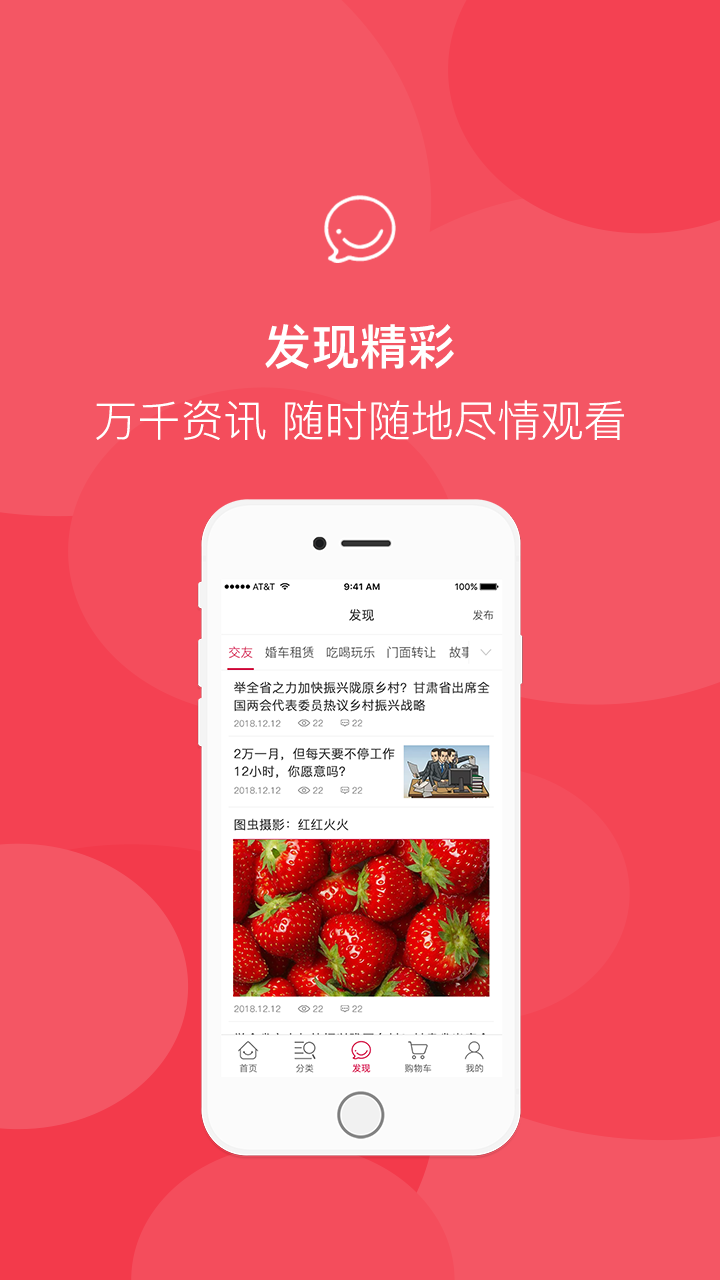 发现精彩
万千资讯 随时随地尽情观看
AT&T 9:41 AM 100%
发现 发布
交友 婚车租赁 吃喝玩乐 门面转让 故事
举全省之力加快振兴陇原乡村？甘肃省出席全
国两会代表委员热议乡村振兴战略
2018.12.12 22 22
2万一月，但每天要不停工作
12小时，你愿意吗？
2018.12.12 22 22
图虫摄影：红红火火
2018.12.12 22 22
首页 分类 发现 购物车 我的